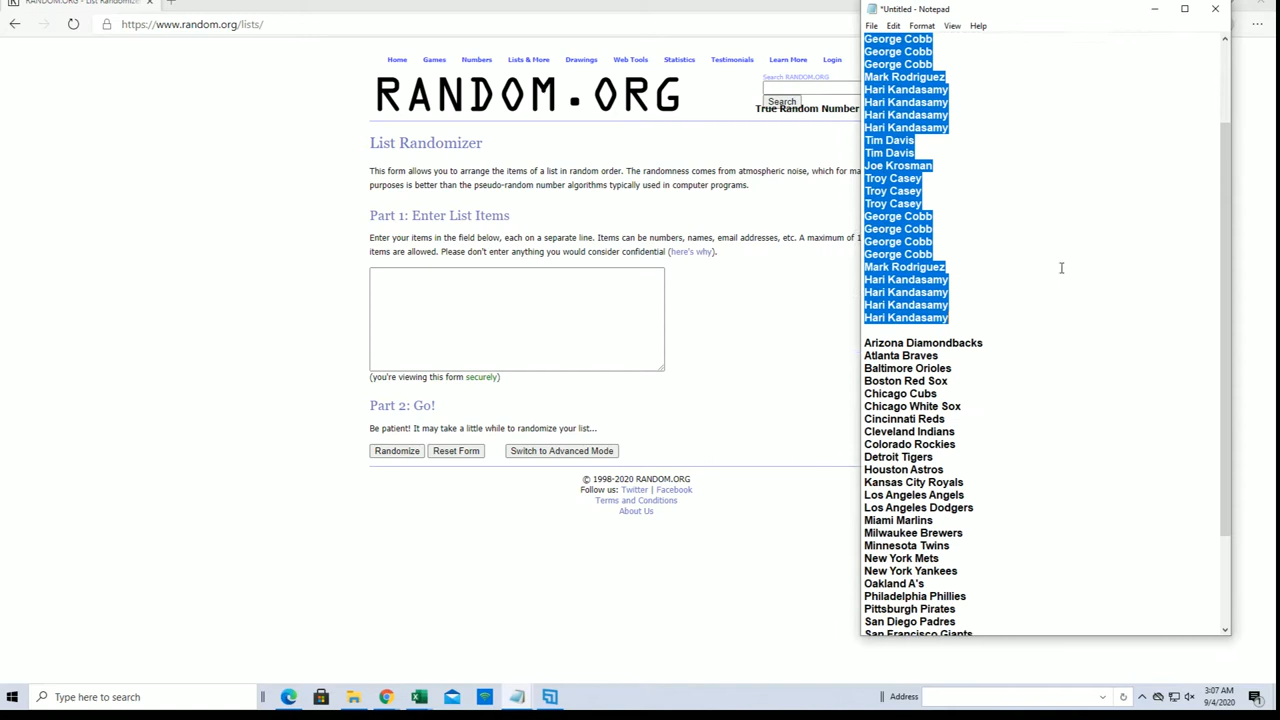 RANDOM.ORG - List Randomiz
*Untitled - Notepad
https://www.random.org/lists/
File Edit Format View Help
Home Games Numbers Lists & More Drawings Web Tools Statistics Testimonials Learn More Login
RANDOM.ORG
Search RANDOM.ORG
Search
True Random Number
List Randomizer
This form allows you to arrange the items of a list in random order. The randomness comes from atmospheric noise, which for ma
purposes is better than the pseudo-random number algorithms typically used in computer programs.
Part 1: Enter List Items
Enter your items in the field below, each on a separate line. Items can be numbers, names, email addresses, etc. A maximum of 1
items are allowed. Please don't enter anything you would consider confidential (here's why).
(you're viewing this form securely)
Part 2: Go!
Be patient! It may take a little while to randomize your list...
Randomize Reset Form Switch to Advanced Mode
© 1998-2020 RANDOM.ORG
Follow us: Twitter | Facebook
Terms and Conditions
About Us
George Cobb
George Cobb
George Cobb
Mark Rodriguez
Hari Kandasamy
Hari Kandasamy
Hari Kandasamy
Hari Kandasamy
Tim Davis
Tim Davis
Joe Krosman
Troy Casey
Troy Casey
Troy Casey
George Cobb
George Cobb
George Cobb
George Cobb
Mark Rodriguez
Hari Kandasamy
Hari Kandasamy
Hari Kandasamy
Hari Kandasamy
Arizona Diamondbacks
Atlanta Braves
Baltimore Orioles
Boston Red Sox
Chicago Cubs
Chicago White Sox
Cincinnati Reds
Cleveland Indians
Colorado Rockies
Detroit Tigers
Houston Astros
Kansas City Royals
Los Angeles Angels
Los Angeles Dodgers
Miami Marlins
Milwaukee Brewers
Minnesota Twins
New York Mets
New York Yankees
Oakland A's
Philadelphia Phillies
Pittsburgh Pirates
San Diego Padres
San Francisco Giants
Type here to search
Address
3:07 AM
9/4/2020